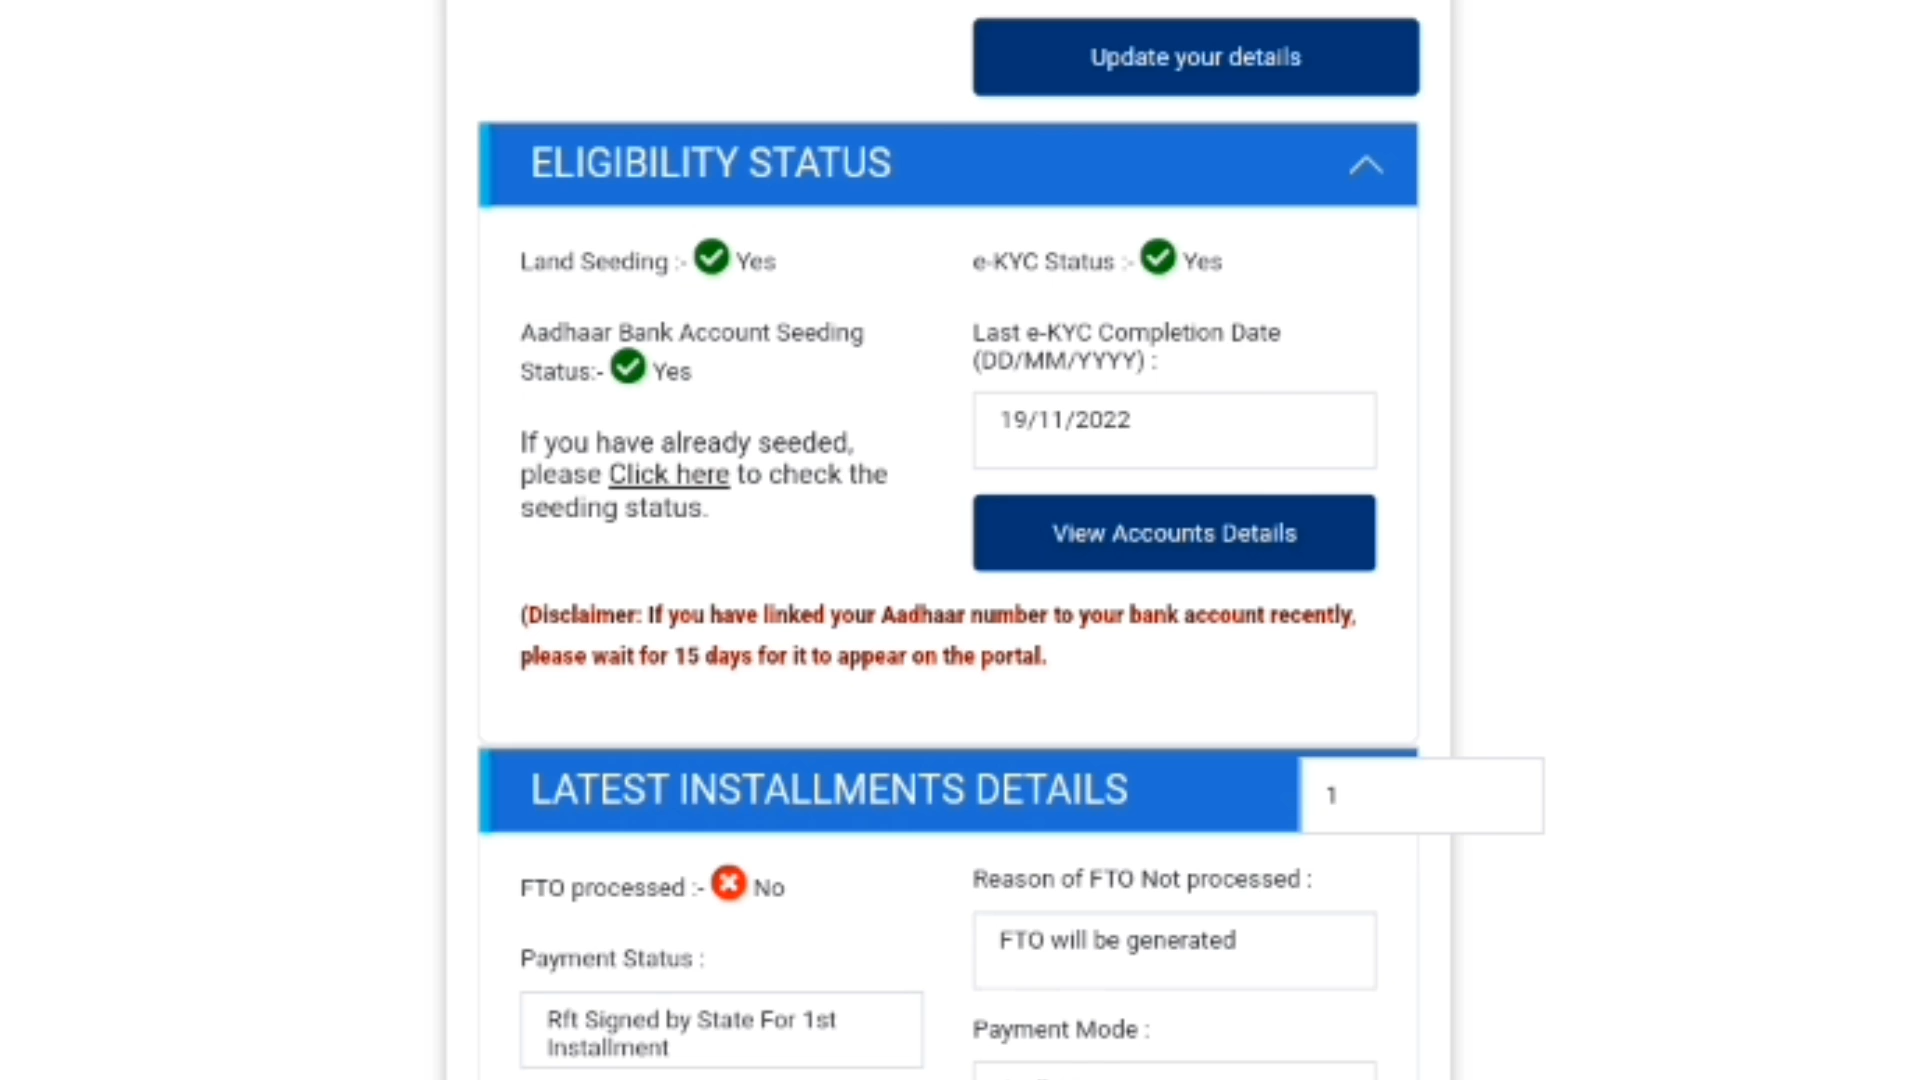 Update your details
ELIGIBILITY STATUS
Land Seeding :- Yes
e-KYC Status :- Yes
Aadhaar Bank Account Seeding
Status:- Yes
Last e-KYC Completion Date
(DD/MM/YYYY) :
19/11/2022
If you have already seeded,
please Click here to check the
seeding status.
View Accounts Details
(Disclaimer: If you have linked your Aadhaar number to your bank account recently,
please wait for 15 days for it to appear on the portal.
LATEST INSTALLMENTS DETAILS
1
FTO processed :- No
Reason of FTO Not processed :
FTO will be generated
Payment Status :
Rft Signed by State For 1st
Installment
Payment Mode :